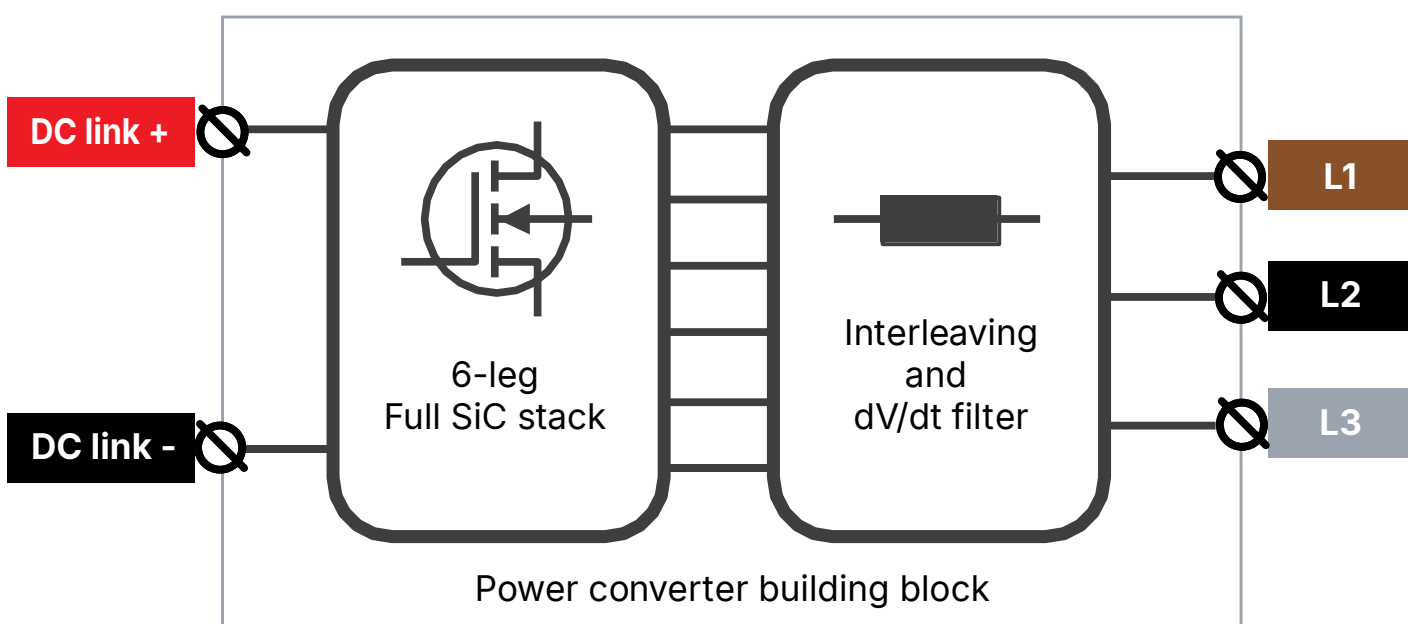 DC link +
DC link -
6-leg
Full SiC stack
Interleaving
and
dV/dt filter
L1
L2
L3
Power converter building block